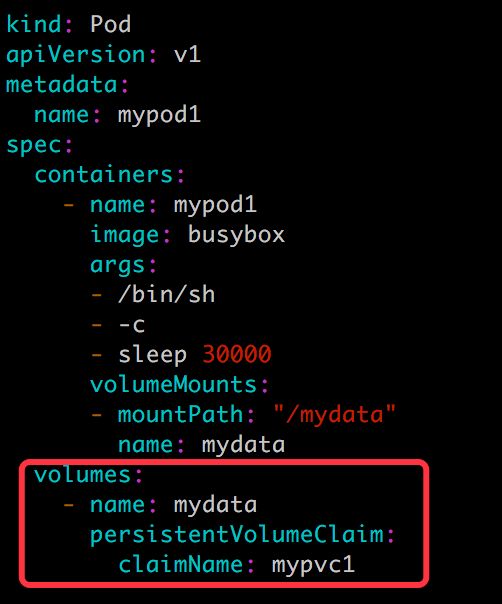 kind: Pod
apiVersion: v1
metadata:
  name: mypod1
spec:
  containers:
    - name: mypod1
      image: busybox
      args:
      - /bin/sh
      - -c
      - sleep 30000
      volumeMounts:
      - mountPath: "/mydata"
        name: mydata
  volumes:
    - name: mydata
      persistentVolumeClaim:
        claimName: mypvc1